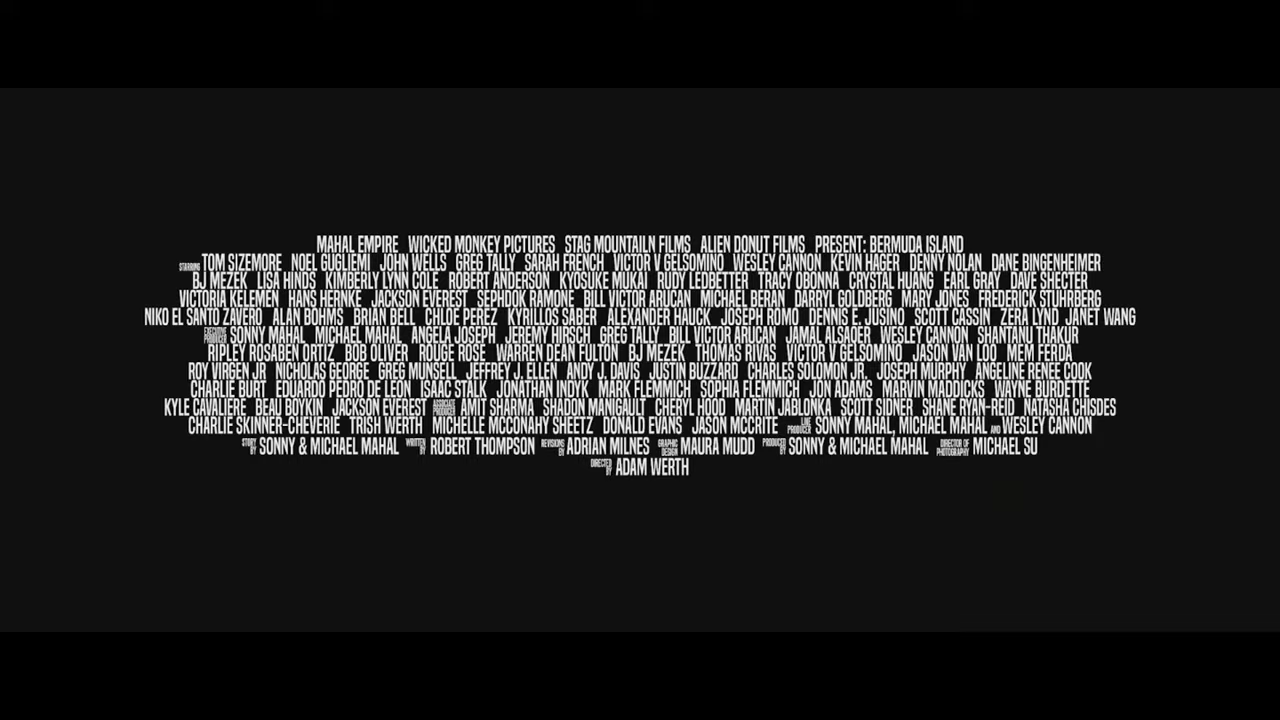 MAHAL EMPIRE WICKED MONKEY PICTURES STAG MOUNTAILN FILMS ALIEN DONUT FILMS PRESENT: BERMUDA ISLAND
STARRING TOM SIZEMORE NOEL GUGLIEMI JOHN WELLS GREG TALLY SARAH FRENCH VICTOR V GELSOMINO WESLEY CANNON KEVIN HAGER DENNY NOLAN DANE BINGENHEIMER
BJ MEZEK LISA HINDS KIMBERLY LYNN COLE ROBERT ANDERSON KYOSUKE MUKAI RUDY LEDBETTER TRACY OBONNA CRYSTAL HUANG EARL GRAY DAVE SHECTER
VICTORIA KELEMEN HANS HERNKE JACKSON EVEREST SEPHDOK RAMONE BILL VICTOR ARUCAN MICHAEL BERAN DARRYL GOLDBERG MARY JONES FREDERICK STUHRBERG
NIKO EL SANTO ZAVERO ALAN BOHMS BRIAN BELL CHLOE PEREZ KYRILLOS SABER ALEXANDER HAUCK JOSEPH ROMO DENNIS E. JUSINO SCOTT CASSIN ZERA LYND JANET WANG
EXECUTIVE PRODUCER SONNY MAHAL MICHAEL MAHAL ANGELA JOSEPH JEREMY HIRSCH GREG TALLY BILL VICTOR ARUCAN JAMAL ALSAQER WESLEY CANNON SHANTANU THAKUR
RIPLEY ROSABEN ORTIZ BOB OLIVER ROUGE ROSE WARREN DEAN FULTON BJ MEZEK THOMAS RIVAS VICTOR V GELSOMINO JASON VAN LOO MEM FERDA
ROY VIRGEN JR NICHOLAS GEORGE GREG MUNSELL JEFFREY J. ELLEN ANDY J. DAVIS JUSTIN BUZZARD CHARLES SOLOMON JR. JOSEPH MURPHY ANGELINE RENEE COOK
CHARLIE BURT EDUARDO PEDRO DE LEON ISAAC STALK JONATHAN INDYK MARK FLEMMICH SOPHIA FLEMMICH JON ADAMS MARVIN MADDICKS WAYNE BURDETTE
KYLE CAVALIERE BEAU BOYKIN JACKSON EVEREST ASSOCIATE PRODUCER AMIT SHARMA SHADON MANIGAULT CHERYL HOOD MARTIN JABLONKA SCOTT SIDNER SHANE RYAN-REID NATASHA CHISDES
CHARLIE SKINNER-CHEVERIE TRISH WERTH MICHELLE MCCONAHY SHEETZ DONALD EVANS JASON MCCRITE LINE PRODUCER SONNY MAHAL, MICHAEL MAHAL AND WESLEY CANNON
STORY BY SONNY & MICHAEL MAHAL WRITTEN BY ROBERT THOMPSON REVISIONS BY ADRIAN MILNES GRAPHIC DESIGN MAURA MUDD PRODUCED BY SONNY & MICHAEL MAHAL DIRECTOR OF PHOTOGRAPHY MICHAEL SU
DIRECTED BY ADAM WERTH